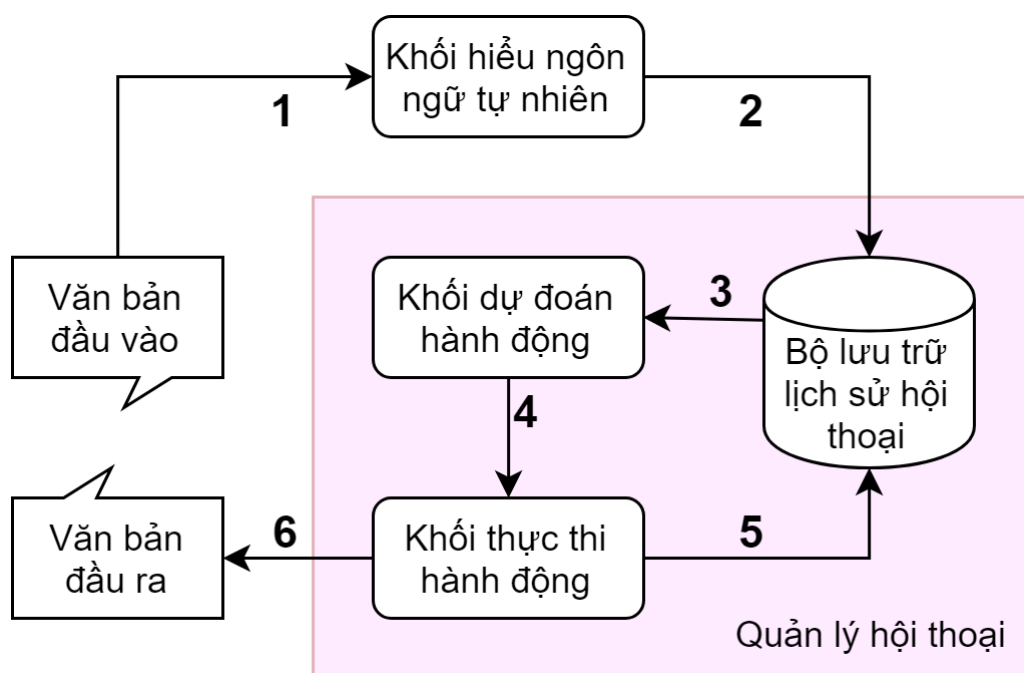 Khối hiểu ngôn
ngữ tự nhiên
1
2
Văn bản
đầu vào
Khối dự đoán
hành động
3
Bộ lưu trữ
lịch sử hội
thoại
4
Văn bản
đầu ra
6
Khối thực thi
hành động
5
Quản lý hội thoại